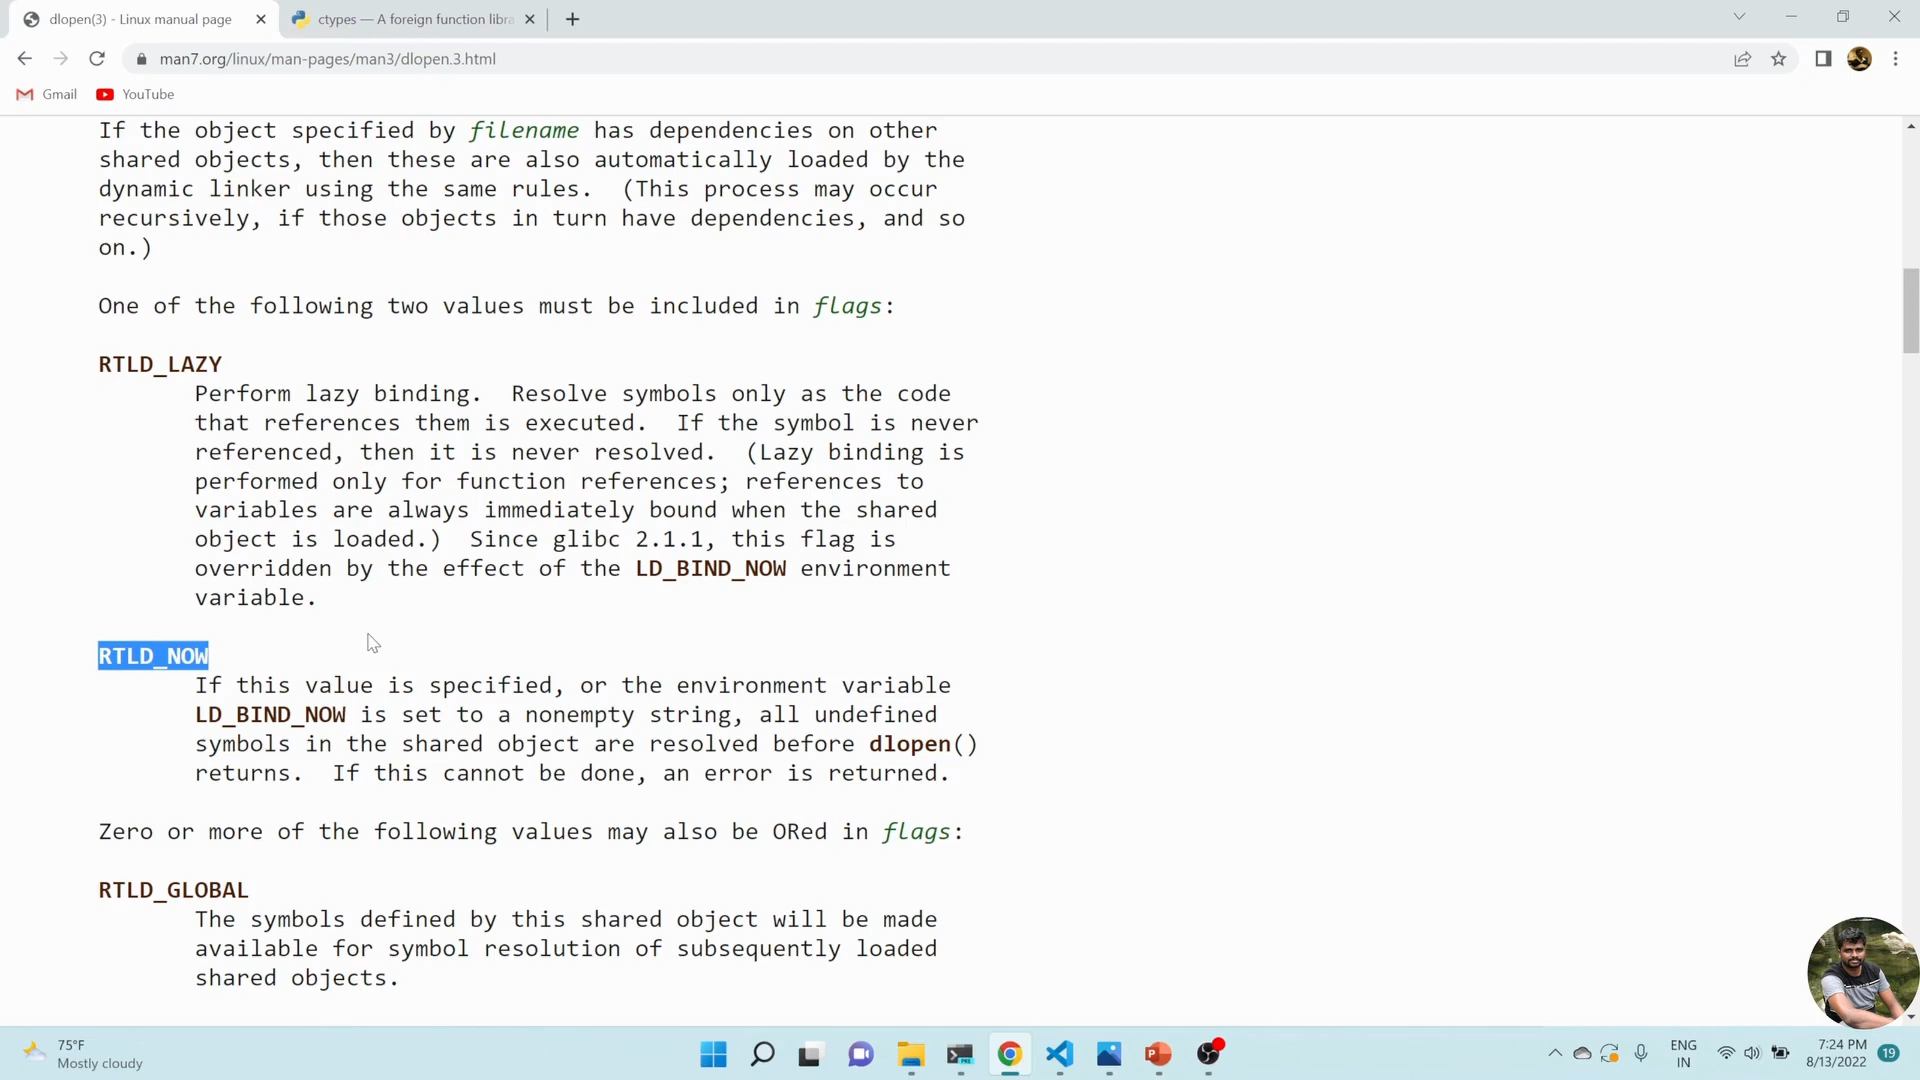 dlopen(3) - Linux manual page
ctypes — A foreign function libra
man7.org/linux/man-pages/man3/dlopen.3.html
Gmail
YouTube
If the object specified by filename has dependencies on other
shared objects, then these are also automatically loaded by the
dynamic linker using the same rules.  (This process may occur
recursively, if those objects in turn have dependencies, and so
on.)
One of the following two values must be included in flags:
RTLD_LAZY
Perform lazy binding.  Resolve symbols only as the code
that references them is executed.  If the symbol is never
referenced, then it is never resolved.  (Lazy binding is
performed only for function references; references to
variables are always immediately bound when the shared
object is loaded.)  Since glibc 2.1.1, this flag is
overridden by the effect of the LD_BIND_NOW environment
variable.
RTLD_NOW
If this value is specified, or the environment variable
LD_BIND_NOW is set to a nonempty string, all undefined
symbols in the shared object are resolved before dlopen()
returns.  If this cannot be done, an error is returned.
Zero or more of the following values may also be ORed in flags:
RTLD_GLOBAL
The symbols defined by this shared object will be made
available for symbol resolution of subsequently loaded
shared objects.
75°F
Mostly cloudy
PRE
ENG
IN
7:24 PM
8/13/2022
19